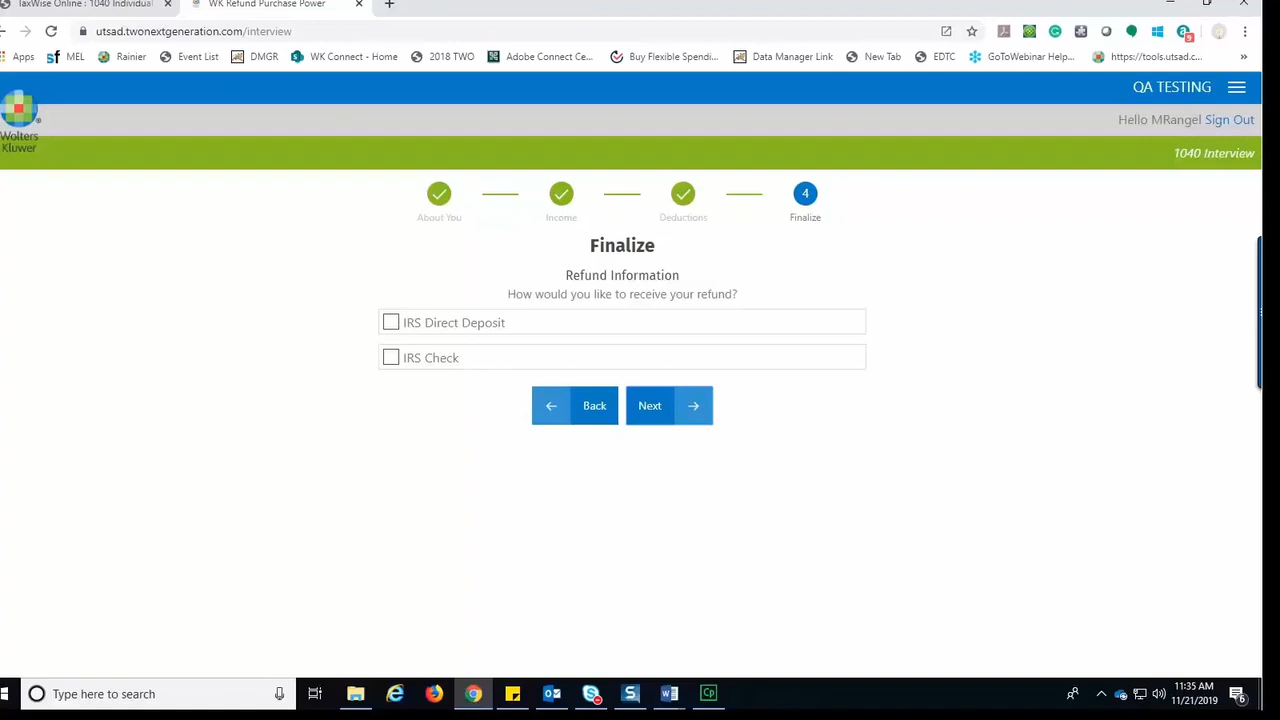 TaxWise Online : 1040 Individual
WK Refund Purchase Power
utsad.twonextgeneration.com/interview
Apps MEL Rainier Event List DMGR WK Connect - Home 2018 TWO Adobe Connect Ce... Buy Flexible Spendi... Data Manager Link New Tab EDTC GoToWebinar Help... https://tools.utsad.c... »
QA TESTING
Wolters
Kluwer
Hello MRangel Sign Out
1040 Interview
4
About You Income Deductions Finalize
Finalize
Refund Information
How would you like to receive your refund?
IRS Direct Deposit
IRS Check
Back Next
Type here to search
11:35 AM
11/21/2019
6